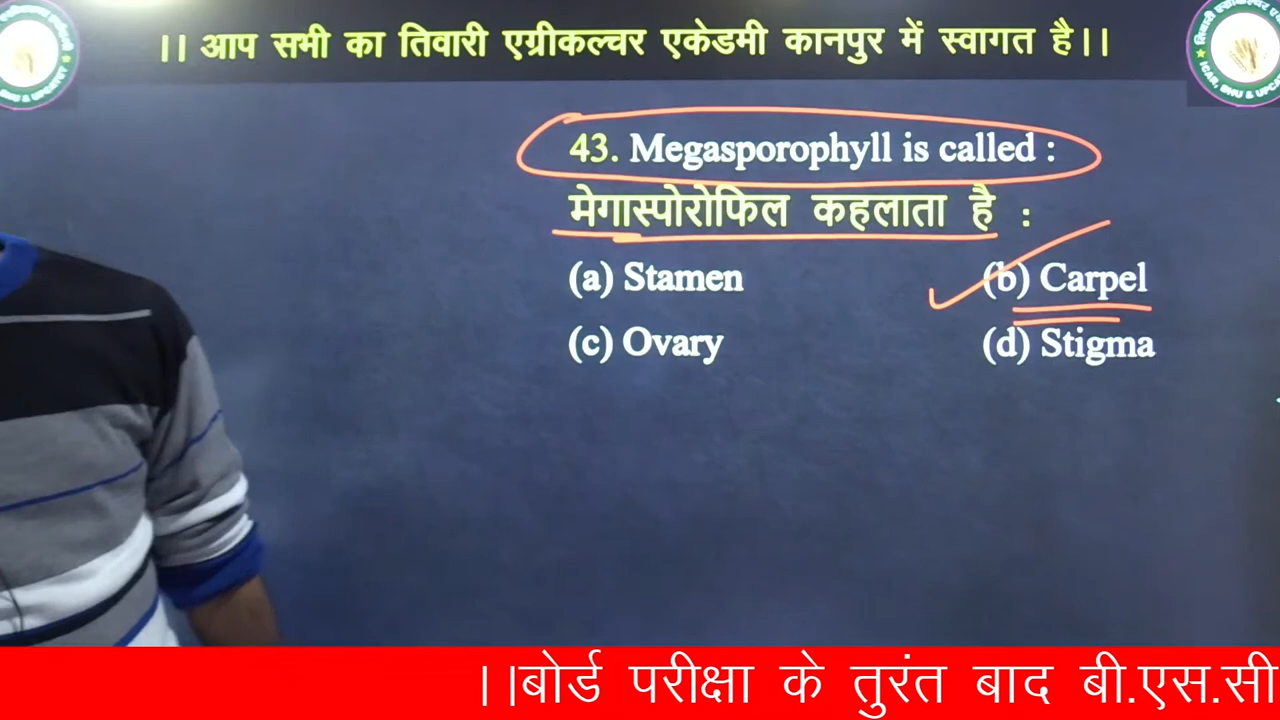 ।। आप सभी का तिवारी एग्रीकल्चर एकेडमी कानपुर में स्वागत है।।
43. Megasporophyll is called :
मेगास्पोरोफिल कहलाता है :
(a) Stamen (b) Carpel
(c) Ovary (d) Stigma
।।बोर्ड परीक्षा के तुरंत बाद बी.एस.सी